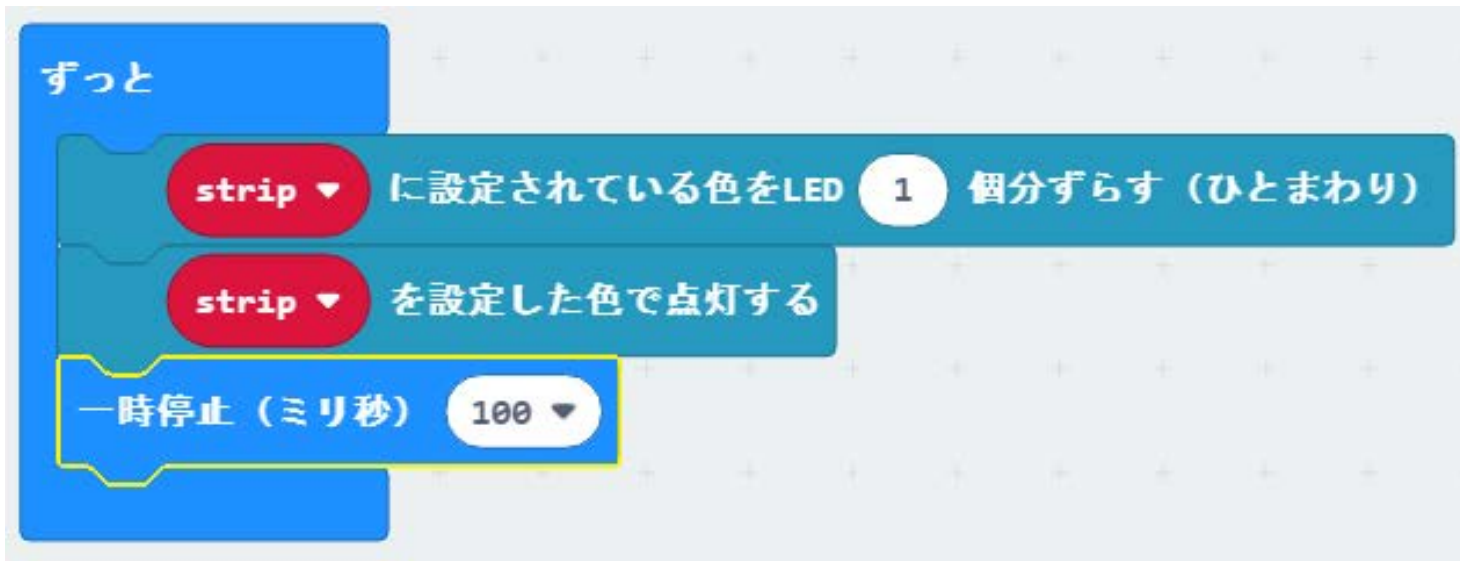 ずっと
strip に設定されている色をLED 1 個分ずらす（ひとまわり）
strip を設定した色で点灯する
一時停止（ミリ秒） 100